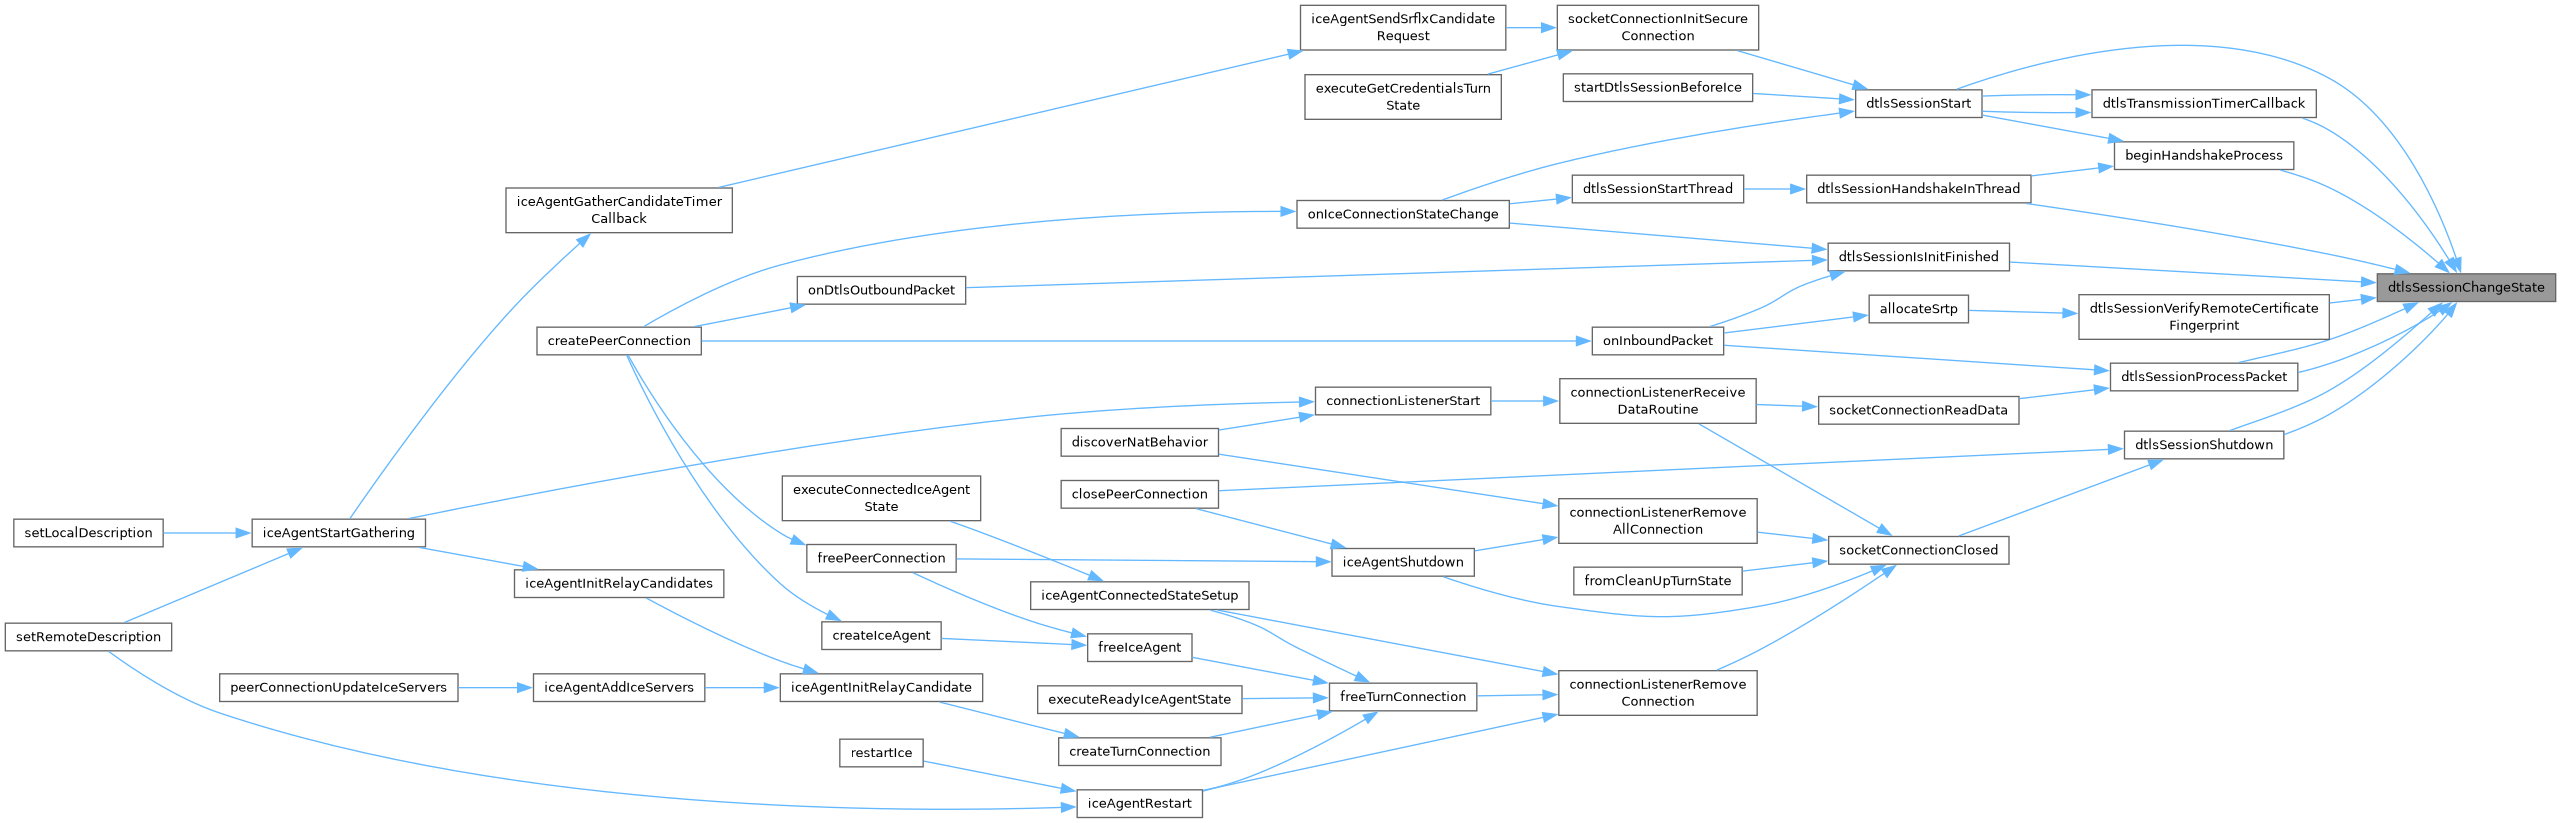 iceAgentSendSrflxCandidate
Request
socketConnectionInitSecure
Connection
executeGetCredentialsTurn
State
startDtlsSessionBeforeIce
dtlsSessionStart
dtlsTransmissionTimerCallback
beginHandshakeProcess
dtlsSessionStartThread
dtlsSessionHandshakeInThread
iceAgentGatherCandidateTimer
Callback
onIceConnectionStateChange
dtlsSessionIsInitFinished
dtlsSessionChangeState
onDtlsOutboundPacket
allocateSrtp
dtlsSessionVerifyRemoteCertificate
Fingerprint
createPeerConnection
onInboundPacket
dtlsSessionProcessPacket
connectionListenerStart
connectionListenerReceive
DataRoutine
socketConnectionReadData
discoverNatBehavior
dtlsSessionShutdown
executeConnectedIceAgent
State
closePeerConnection
connectionListenerRemove
AllConnection
setLocalDescription
iceAgentStartGathering
freePeerConnection
iceAgentShutdown
socketConnectionClosed
iceAgentInitRelayCandidates
iceAgentConnectedStateSetup
fromCleanUpTurnState
setRemoteDescription
createIceAgent
freeIceAgent
peerConnectionUpdateIceServers
iceAgentAddIceServers
iceAgentInitRelayCandidate
executeReadyIceAgentState
freeTurnConnection
connectionListenerRemove
Connection
restartIce
createTurnConnection
iceAgentRestart